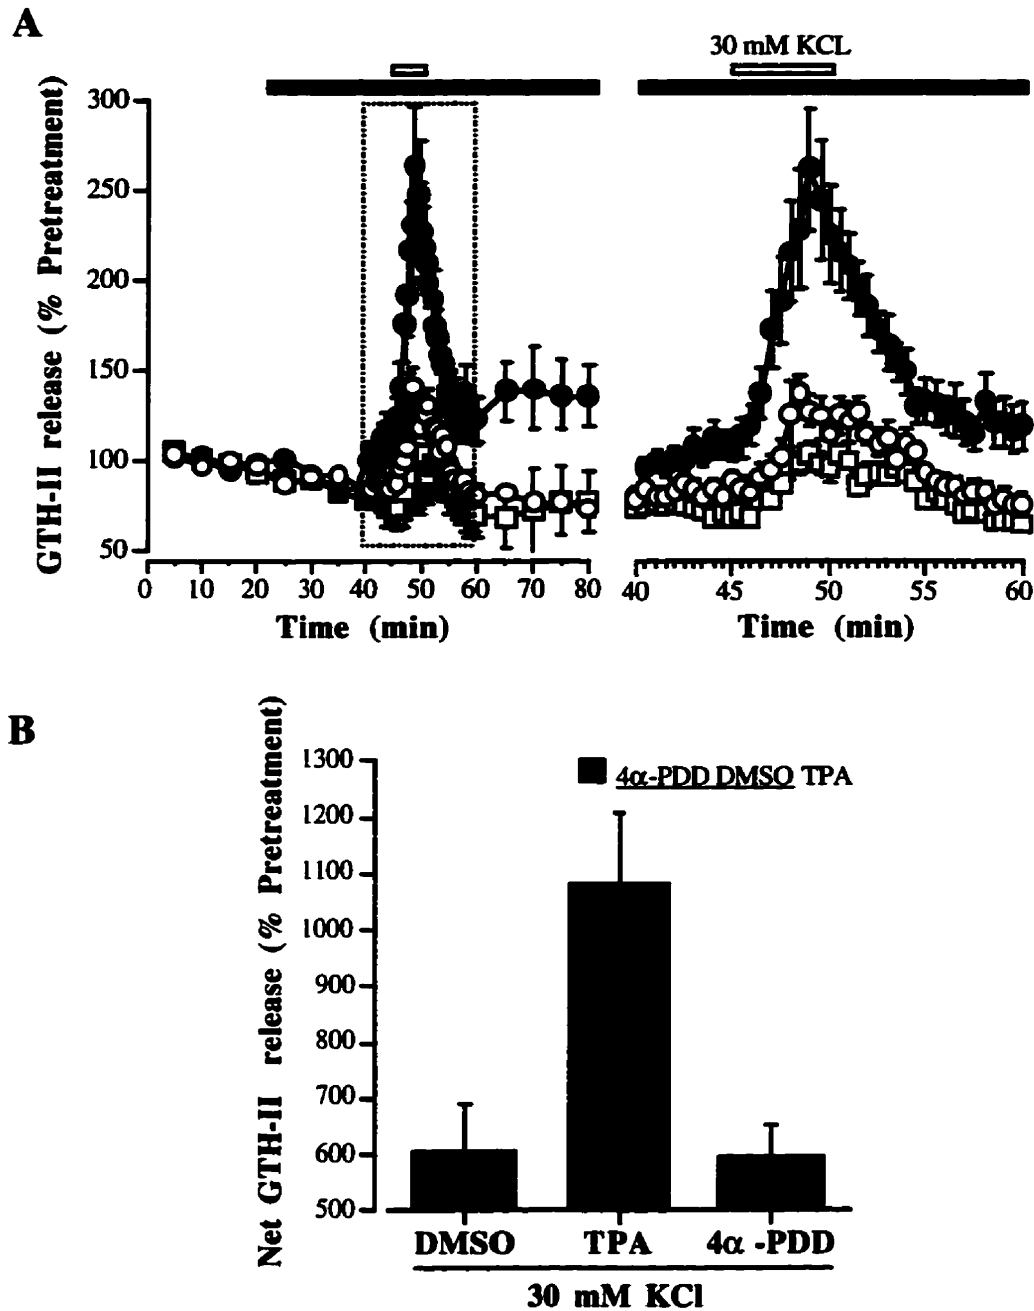 A
30 mM KCL
GTH-II release (% Pretreatment)
300
250
200
150
100
50
0 10 20 30 40 50 60 70 80
40 45 50 55 60
Time (min)
Time (min)
B
Net GTH-II release (% Pretreatment)
1300
1200
1100
1000
900
800
700
600
500
4α-PDD DMSO TPA
DMSO TPA 4α -PDD
30 mM KCl